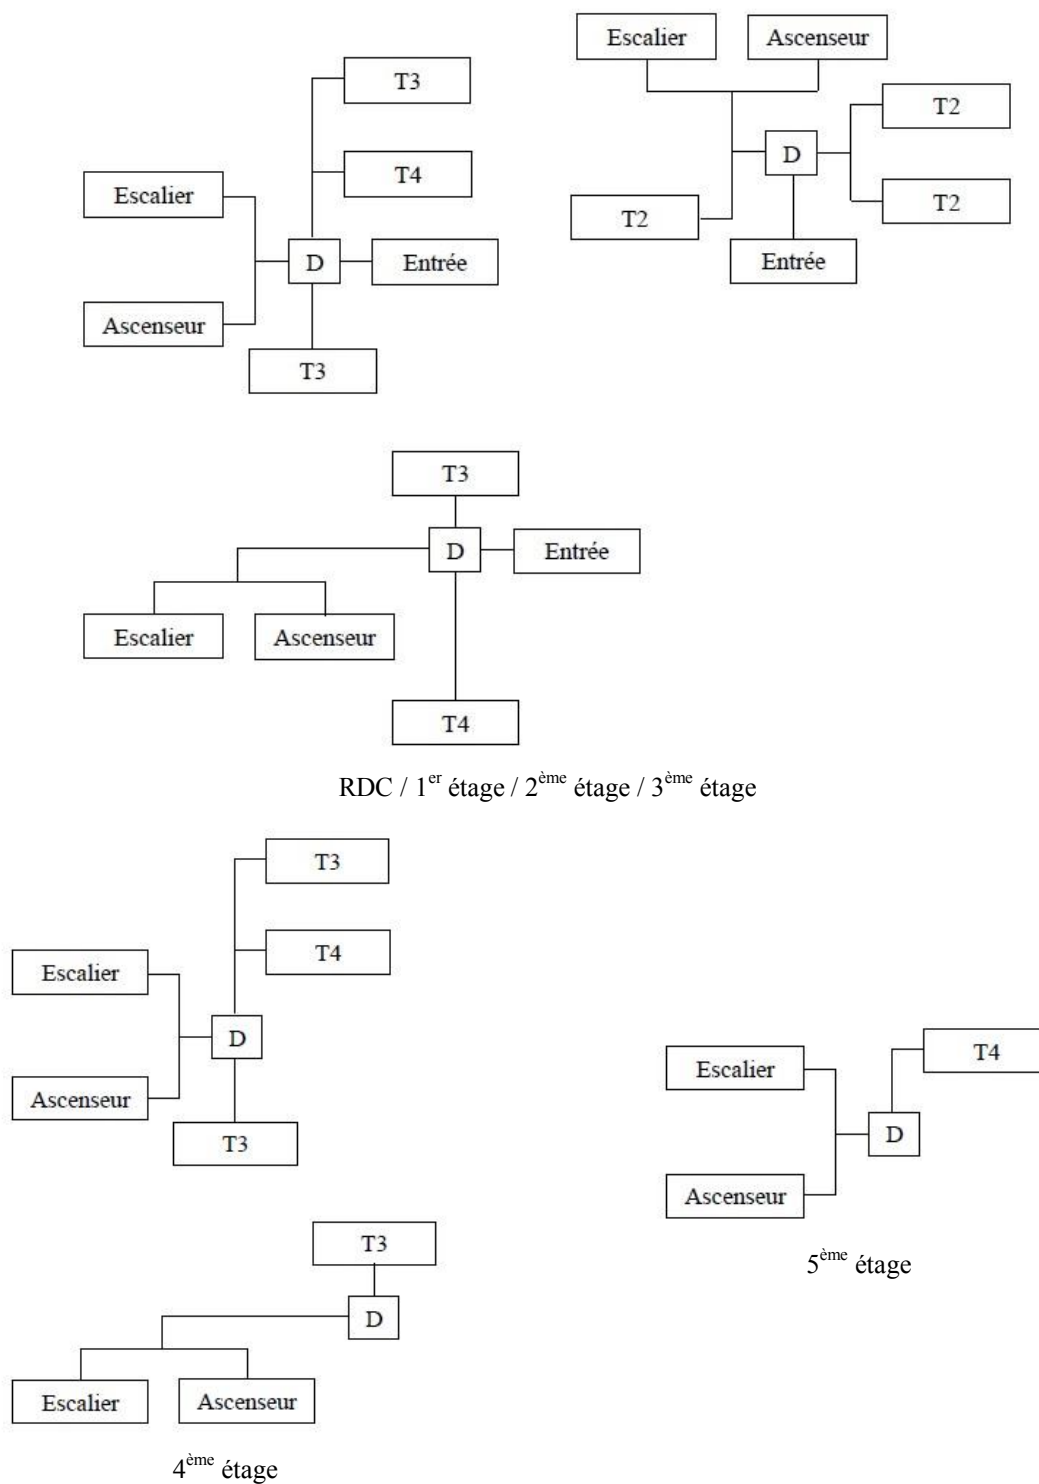 T3
T4
Escalier
D
Entrée
Ascenseur
T3
Escalier
Ascenseur
T2
D
T2
T2
Entrée
T3
D
Entrée
Escalier
Ascenseur
T4
RDC / 1er étage / 2ème étage / 3ème étage
T3
T4
Escalier
D
Ascenseur
T3
T3
D
Escalier
Ascenseur
4ème étage
T4
Escalier
D
Ascenseur
5ème étage